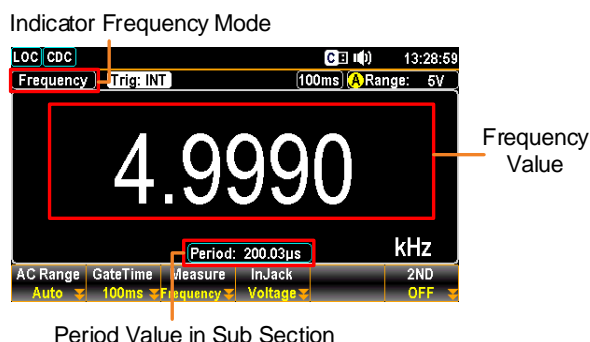 Indicator Frequency Mode
LOC CDC C 13:28:59
Frequency Trig: INT 100ms A Range: 5V
4.9990
Frequency
Value
Period: 200.03µs kHz
AC Range GateTime Measure InJack 2ND
Auto 100ms Frequency Voltage OFF
Period Value in Sub Section